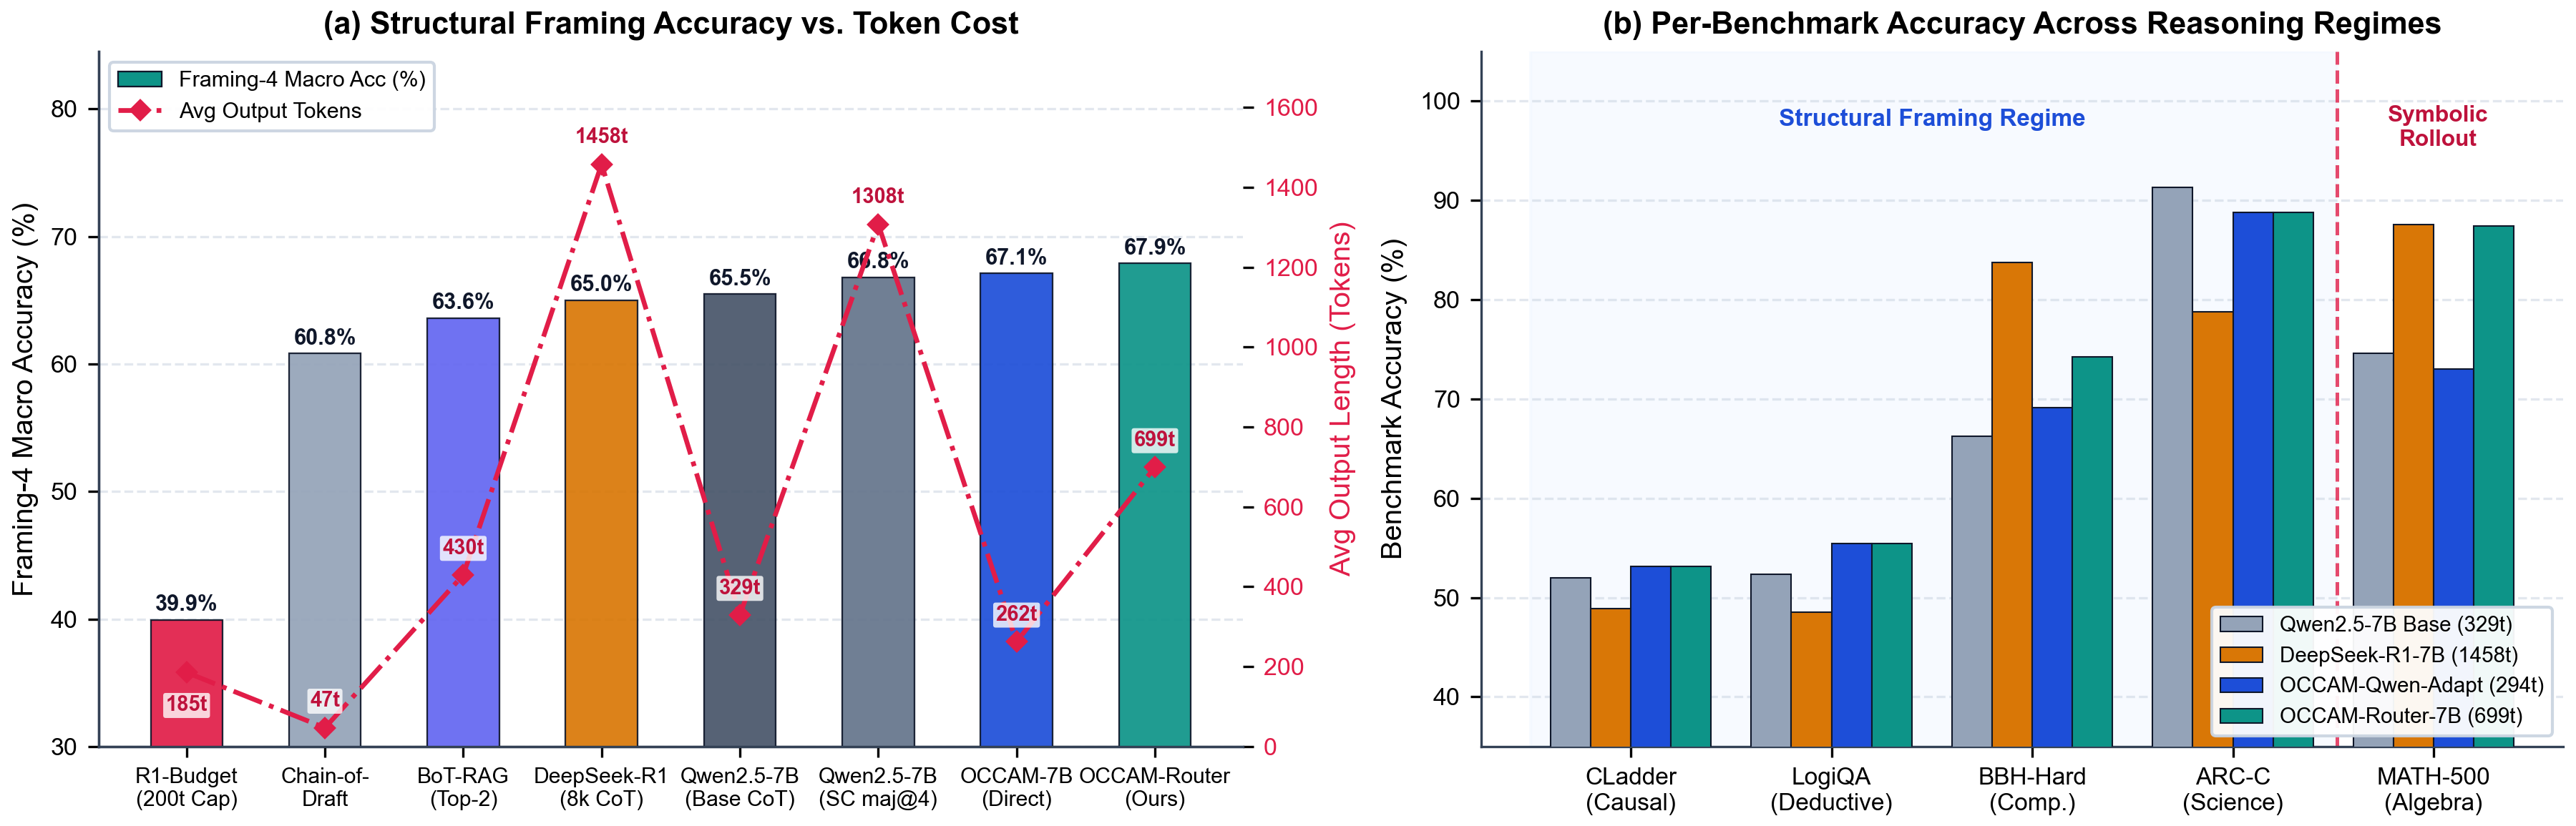 (a) Structural Framing Accuracy vs. Token Cost
Framing-4 Macro Acc (%)
Avg Output Tokens
Framing-4 Macro Accuracy (%)
80
70
60
50
40
30
39.9%
60.8%
63.6%
65.0%
65.5%
66.8%
67.1%
67.9%
185t
47t
430t
1458t
329t
1308t
262t
699t
1600
1400
1200
1000
800
600
400
200
0
Avg Output Length (Tokens)
R1-Budget
(200t Cap)
Chain-of-
Draft
BoT-RAG
(Top-2)
DeepSeek-R1
(8k CoT)
Qwen2.5-7B
(Base CoT)
Qwen2.5-7B
(SC maj@4)
OCCAM-7B
(Direct)
OCCAM-Router
(Ours)
(b) Per-Benchmark Accuracy Across Reasoning Regimes
Structural Framing Regime
Symbolic
Rollout
Benchmark Accuracy (%)
100
90
80
70
60
50
40
Qwen2.5-7B Base (329t)
DeepSeek-R1-7B (1458t)
OCCAM-Qwen-Adapt (294t)
OCCAM-Router-7B (699t)
CLadder
(Causal)
LogiQA
(Deductive)
BBH-Hard
(Comp.)
ARC-C
(Science)
MATH-500
(Algebra)